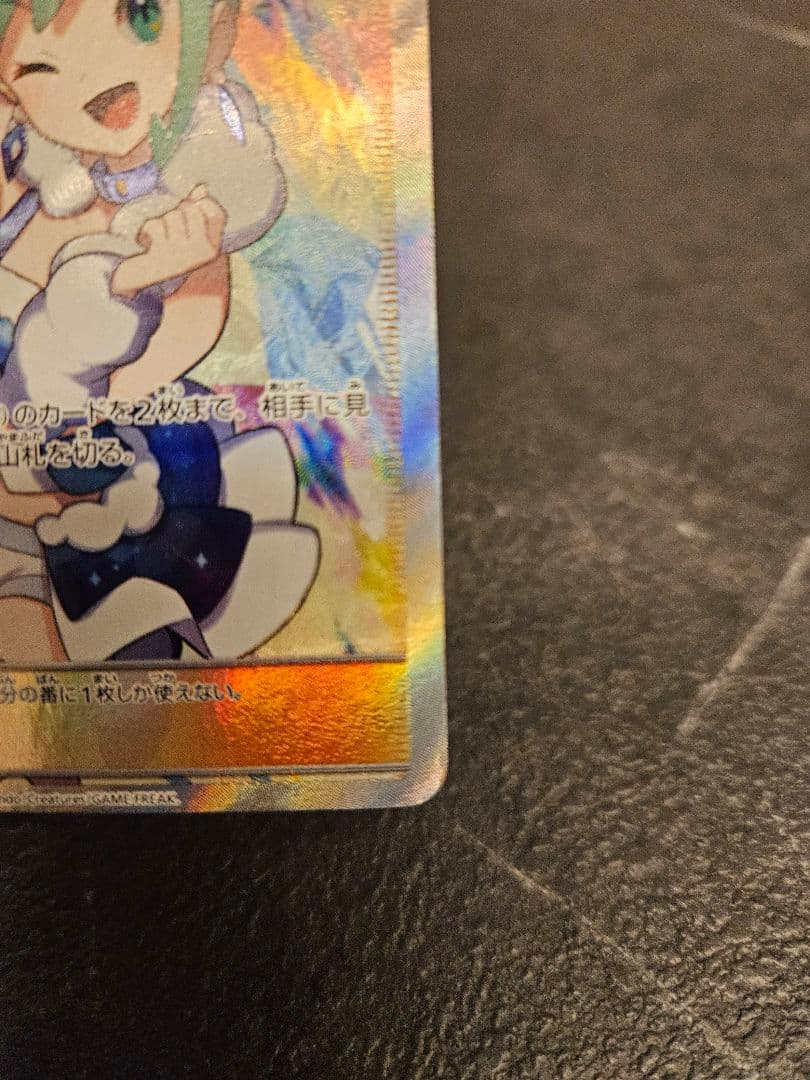 )のカードを2枚まで、相手に見
山札を切る。
分の番に1枚しか使えない。
ndo/Creatures/GAME FREAK